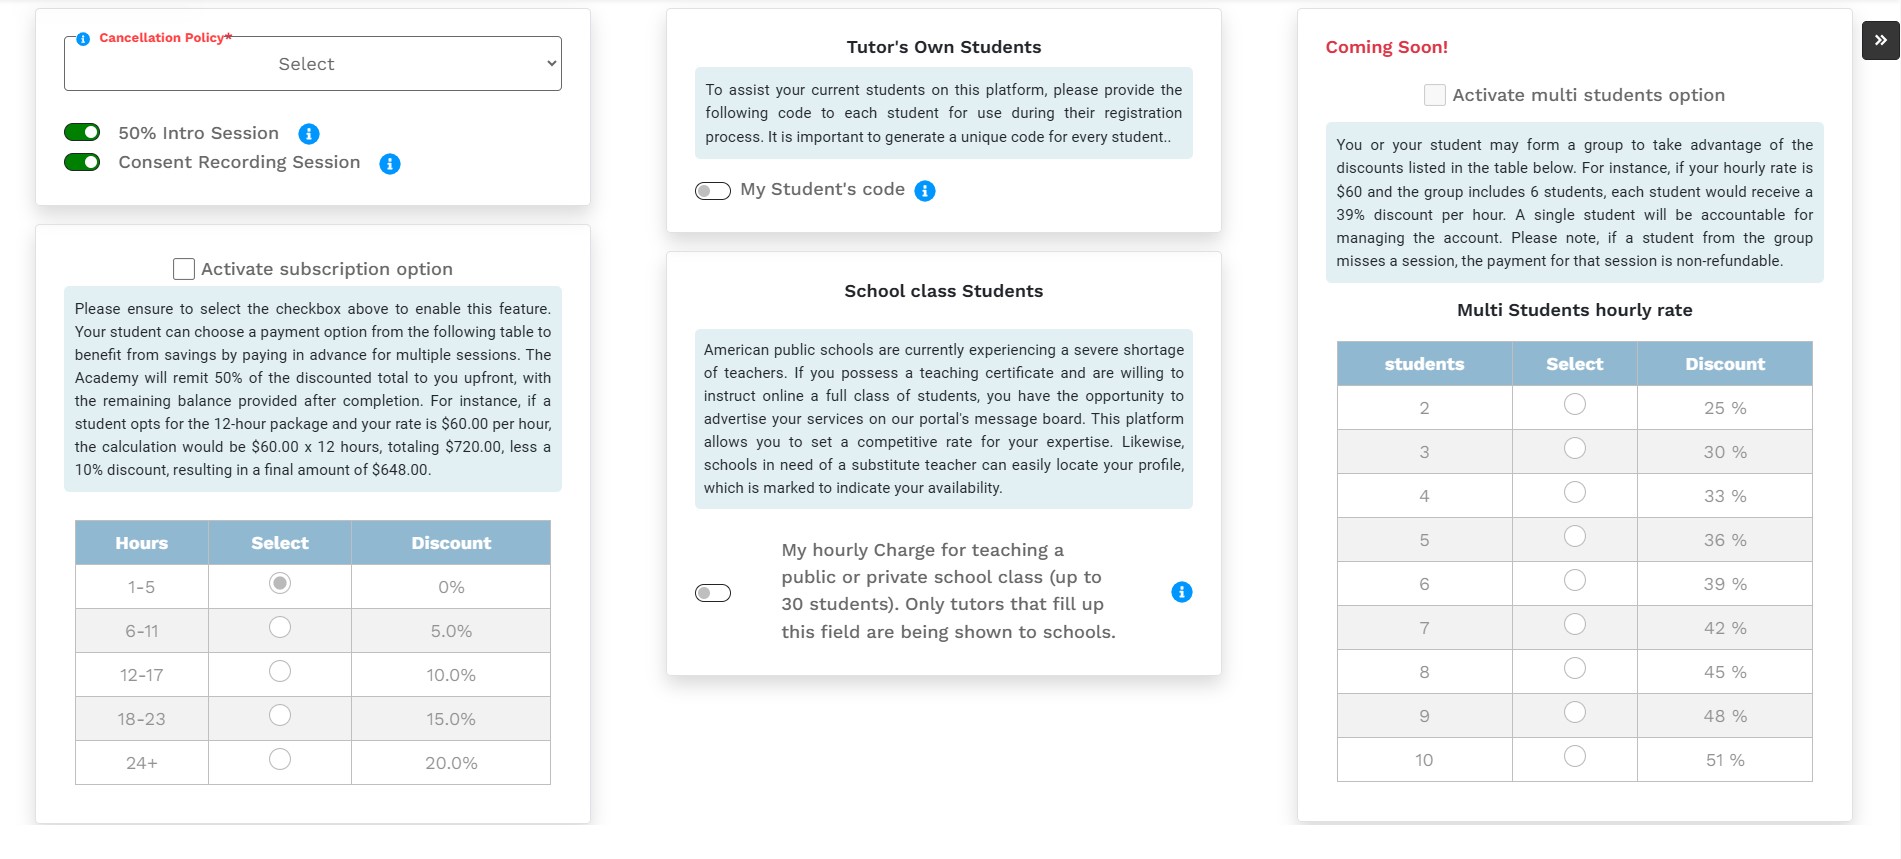 Cancellation Policy*
Select
50% Intro Session
Consent Recording Session
Activate subscription option
Please ensure to select the checkbox above to enable this feature.
Your student can choose a payment option from the following table to
benefit from savings by paying in advance for multiple sessions. The
Academy will remit 50% of the discounted total to you upfront, with
the remaining balance provided after completion. For instance, if a
student opts for the 12-hour package and your rate is $60.00 per hour,
the calculation would be $60.00 x 12 hours, totaling $720.00, less a
10% discount, resulting in a final amount of $648.00.
Hours Select Discount
1-5 0%
6-11 5.0%
12-17 10.0%
18-23 15.0%
24+ 20.0%
Tutor's Own Students
To assist your current students on this platform, please provide the
following code to each student for use during their registration
process. It is important to generate a unique code for every student..
My Student's code
School class Students
American public schools are currently experiencing a severe shortage
of teachers. If you possess a teaching certificate and are willing to
instruct online a full class of students, you have the opportunity to
advertise your services on our portal's message board. This platform
allows you to set a competitive rate for your expertise. Likewise,
schools in need of a substitute teacher can easily locate your profile,
which is marked to indicate your availability.
My hourly Charge for teaching a
public or private school class (up to
30 students). Only tutors that fill up
this field are being shown to schools.
Coming Soon!
Activate multi students option
You or your student may form a group to take advantage of the
discounts listed in the table below. For instance, if your hourly rate is
$60 and the group includes 6 students, each student would receive a
39% discount per hour. A single student will be accountable for
managing the account. Please note, if a student from the group
misses a session, the payment for that session is non-refundable.
Multi Students hourly rate
students Select Discount
2 25 %
3 30 %
4 33 %
5 36 %
6 39 %
7 42 %
8 45 %
9 48 %
10 51 %